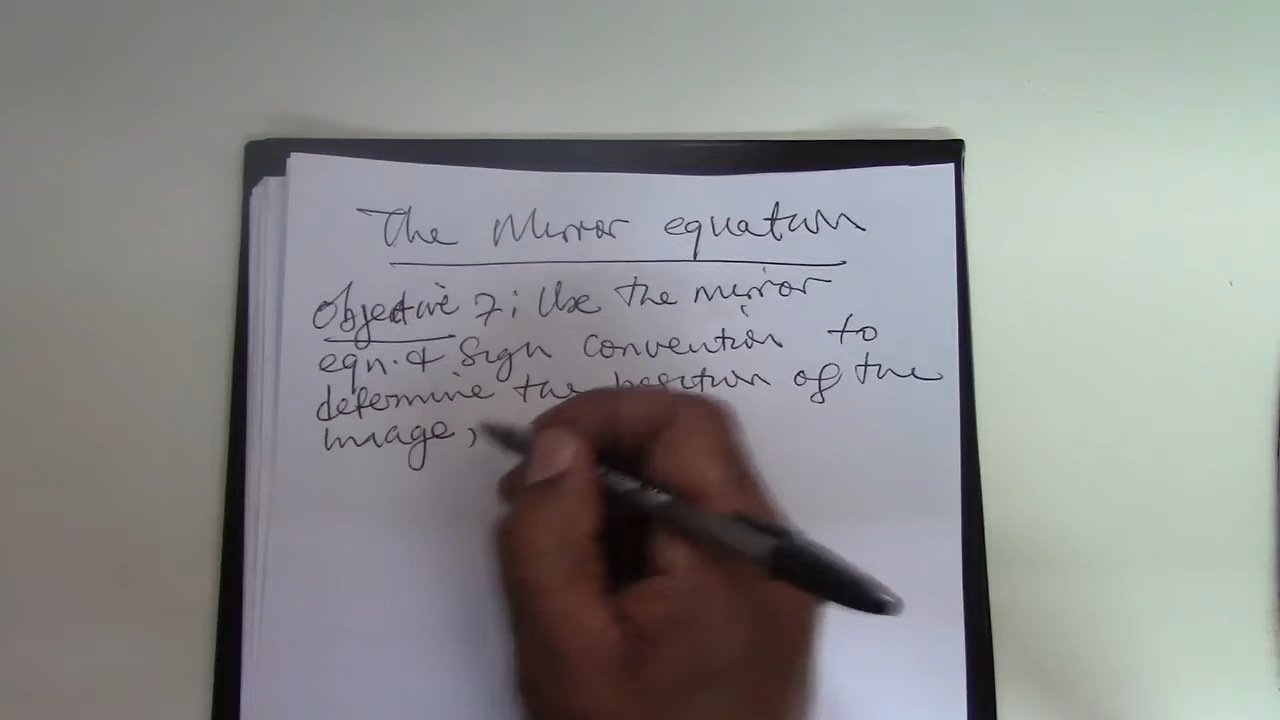 The Mirror equation
Objective 7; Use the mirror
eqn. & Sign convention to
determine the position of the
image,